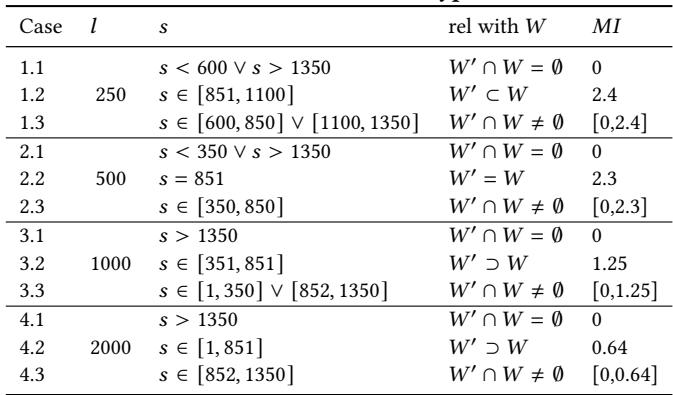 Case l s rel with W MI
1.1 s < 600 ∨ s > 1350 W′ ∩ W = ∅ 0
1.2 250 s ∈ [851, 1100] W′ ⊂ W 2.4
1.3 s ∈ [600, 850] ∨ [1100, 1350] W′ ∩ W ≠ ∅ [0,2.4]
2.1 s < 350 ∨ s > 1350 W′ ∩ W = ∅ 0
2.2 500 s = 851 W′ = W 2.3
2.3 s ∈ [350, 850] W′ ∩ W ≠ ∅ [0,2.3]
3.1 s > 1350 W′ ∩ W = ∅ 0
3.2 1000 s ∈ [351, 851] W′ ⊃ W 1.25
3.3 s ∈ [1, 350] ∨ [852, 1350] W′ ∩ W ≠ ∅ [0,1.25]
4.1 s > 1350 W′ ∩ W = ∅ 0
4.2 2000 s ∈ [1, 851] W′ ⊃ W 0.64
4.3 s ∈ [852, 1350] W′ ∩ W ≠ ∅ [0,0.64]